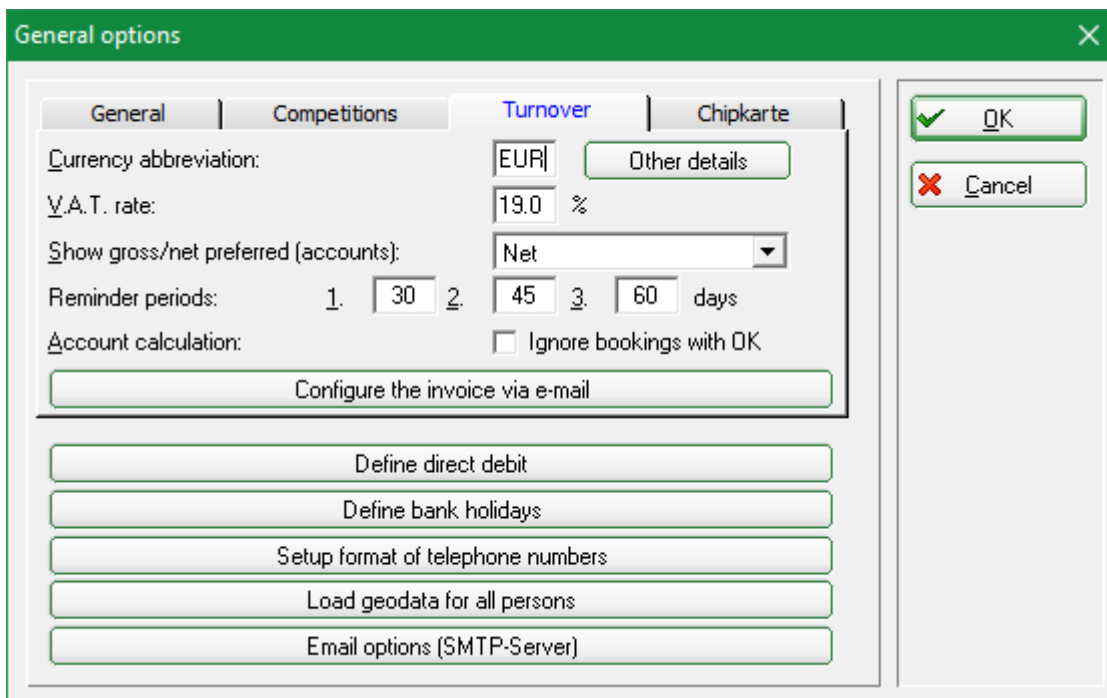 General options
General Competitions Turnover Chipkarte
OK
Currency abbreviation: EUR Other details
Cancel
V.A.T. rate: 19.0 %
Show gross/net preferred (accounts): Net
Reminder periods: 1. 30 2. 45 3. 60 days
Account calculation: Ignore bookings with OK
Configure the invoice via e-mail
Define direct debit
Define bank holidays
Setup format of telephone numbers
Load geodata for all persons
Email options (SMTP-Server)